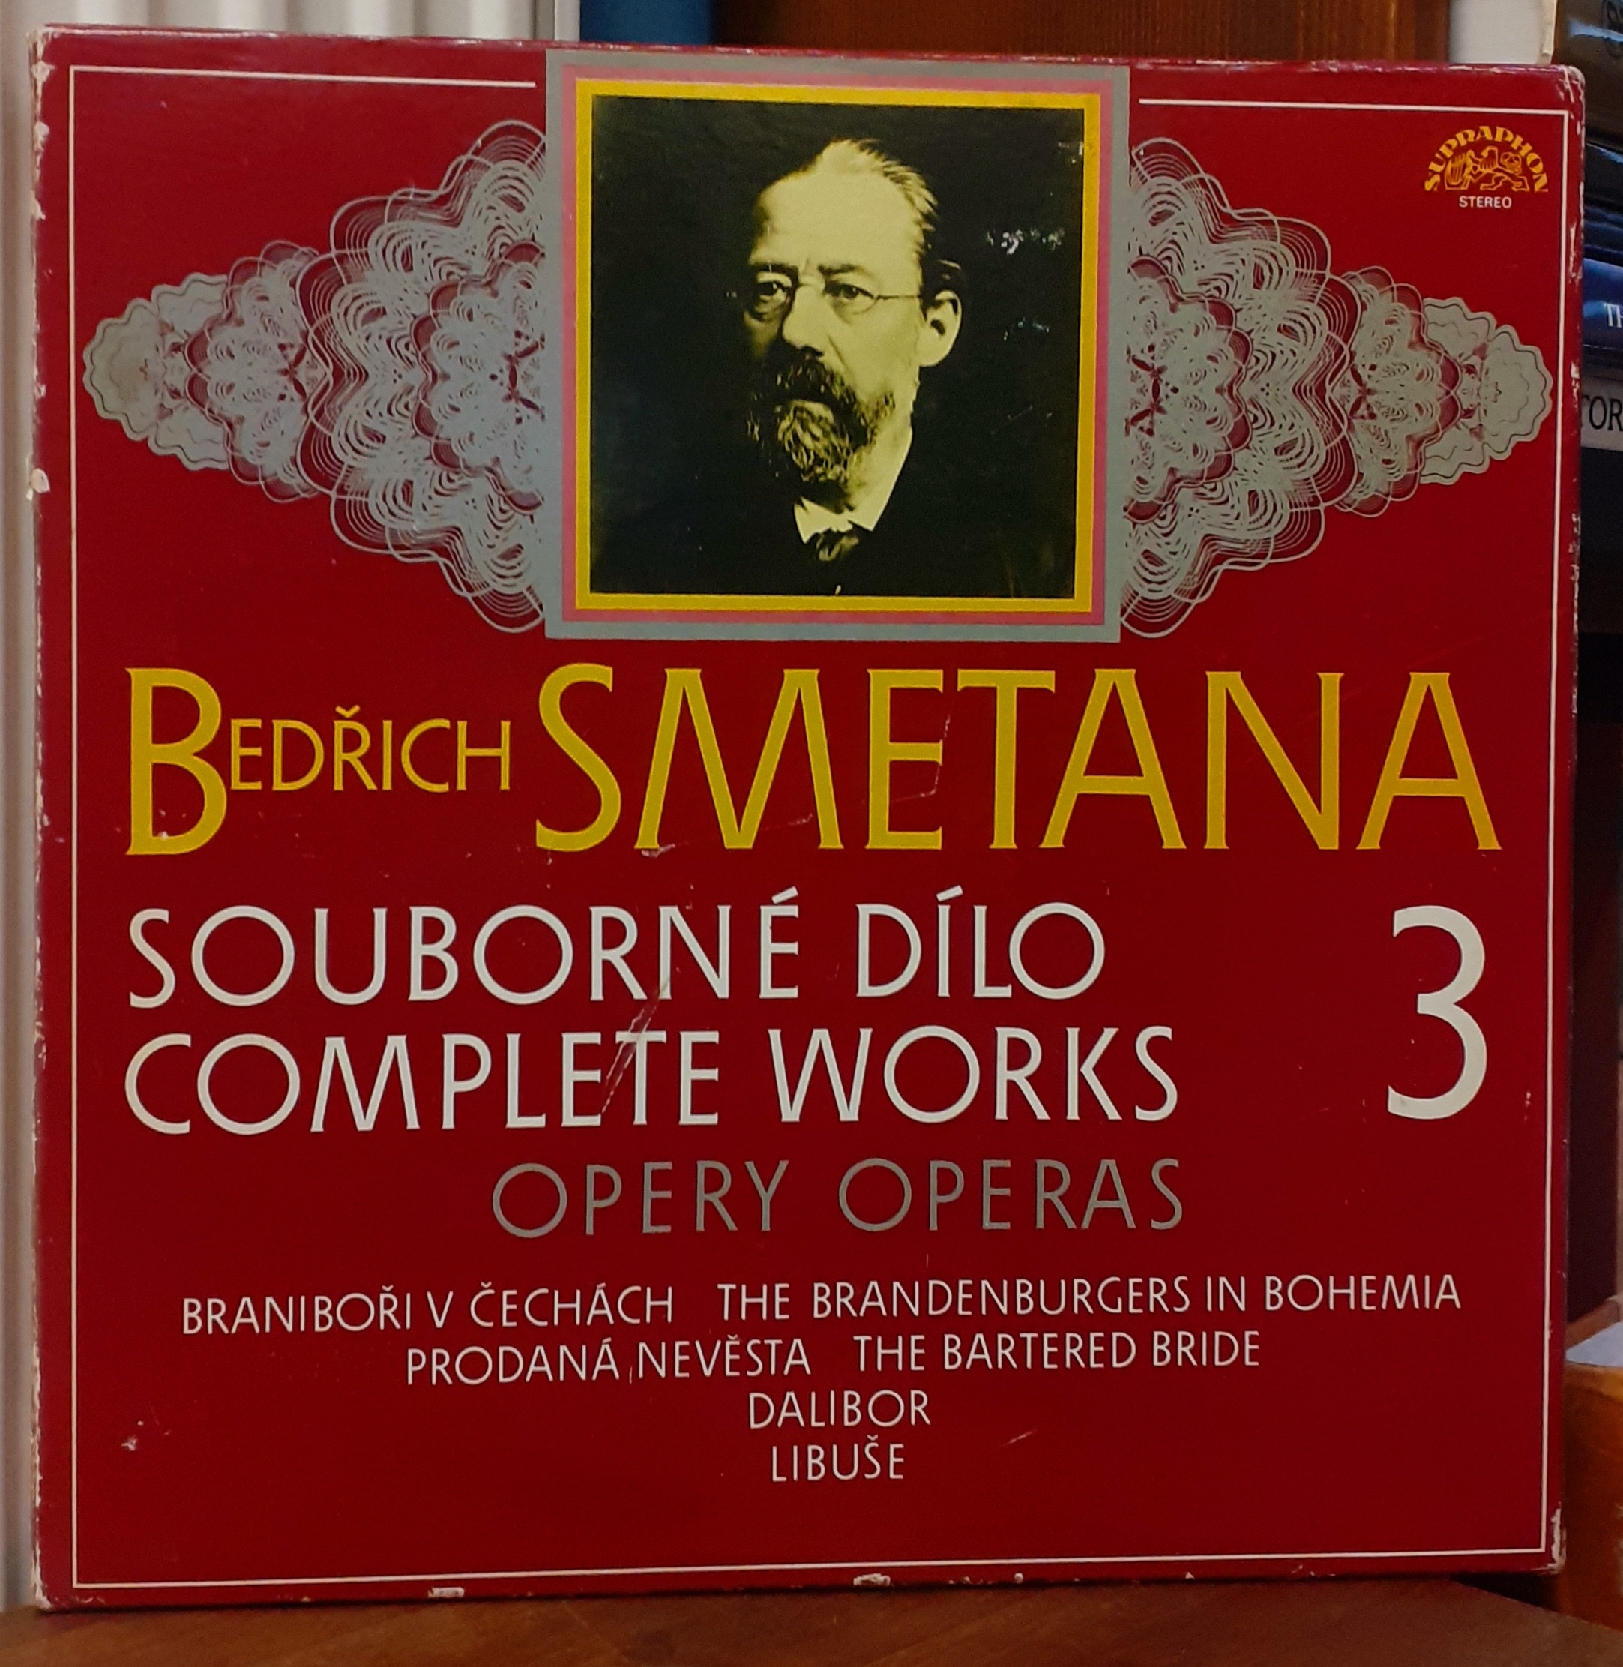 SUPRAPHON
STEREO
BEDŘICH SMETANA
SOUBORNÉ DÍLO
COMPLETE WORKS
3
OPERY OPERAS
BRANIBOŘI V ČECHÁCH THE BRANDENBURGERS IN BOHEMIA
PRODANÁ NEVĚSTA THE BARTERED BRIDE
DALIBOR
LIBUŠE